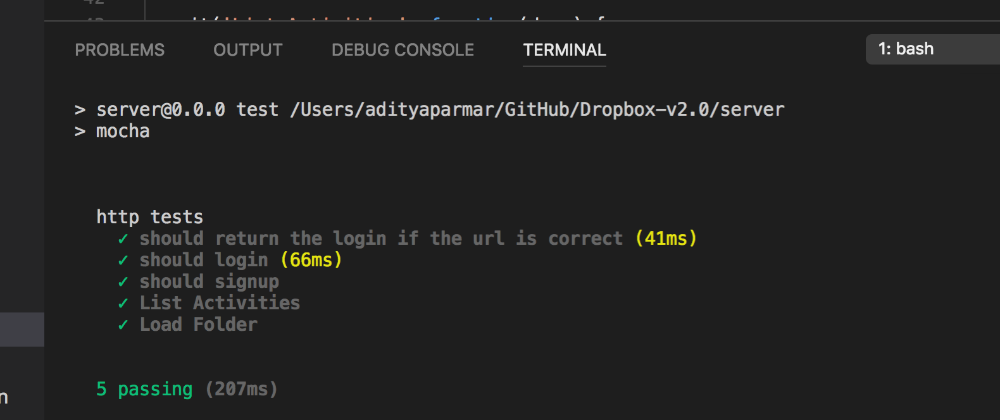 PROBLEMS OUTPUT DEBUG CONSOLE TERMINAL 1: bash
> server@0.0.0 test /Users/adityaparmar/GitHub/Dropbox-v2.0/server
> mocha
http tests
✓ should return the login if the url is correct (41ms)
✓ should login (66ms)
✓ should signup
✓ List Activities
✓ Load Folder
5 passing (207ms)
n